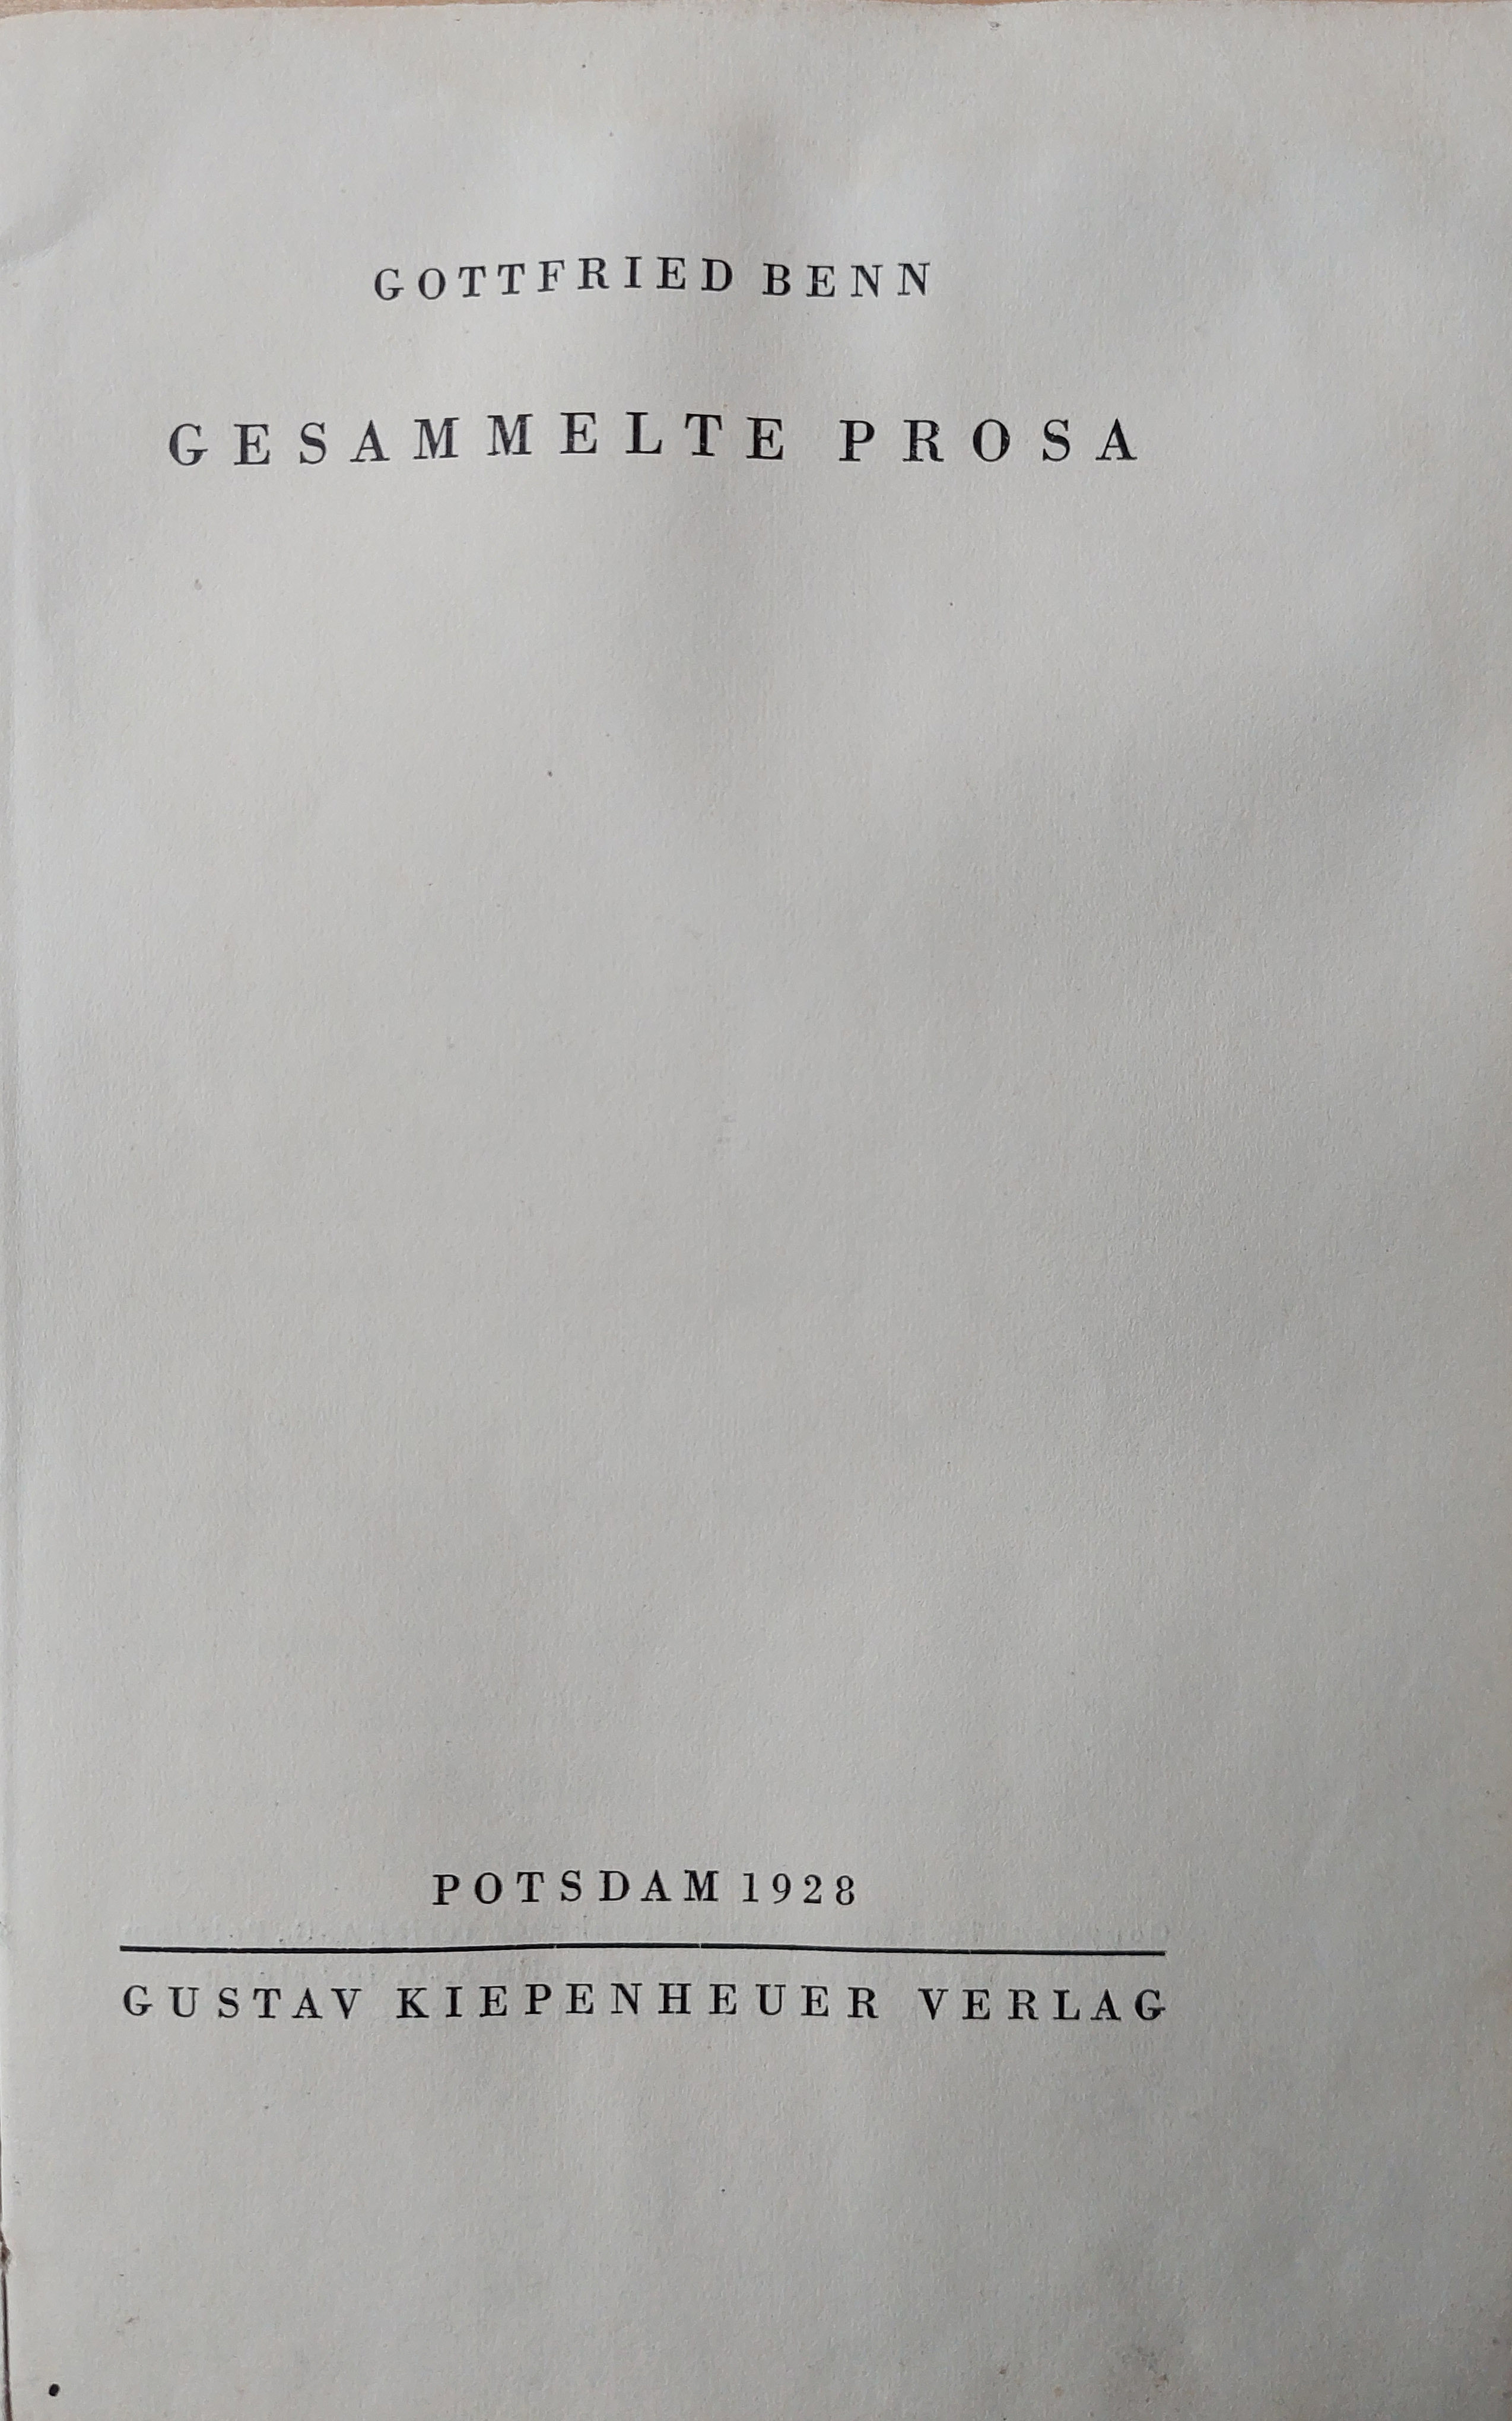 GOTTFRIED BENN
GESAMMELTE PROSA
POTSDAM 1928
GUSTAV KIEPENHEUER VERLAG